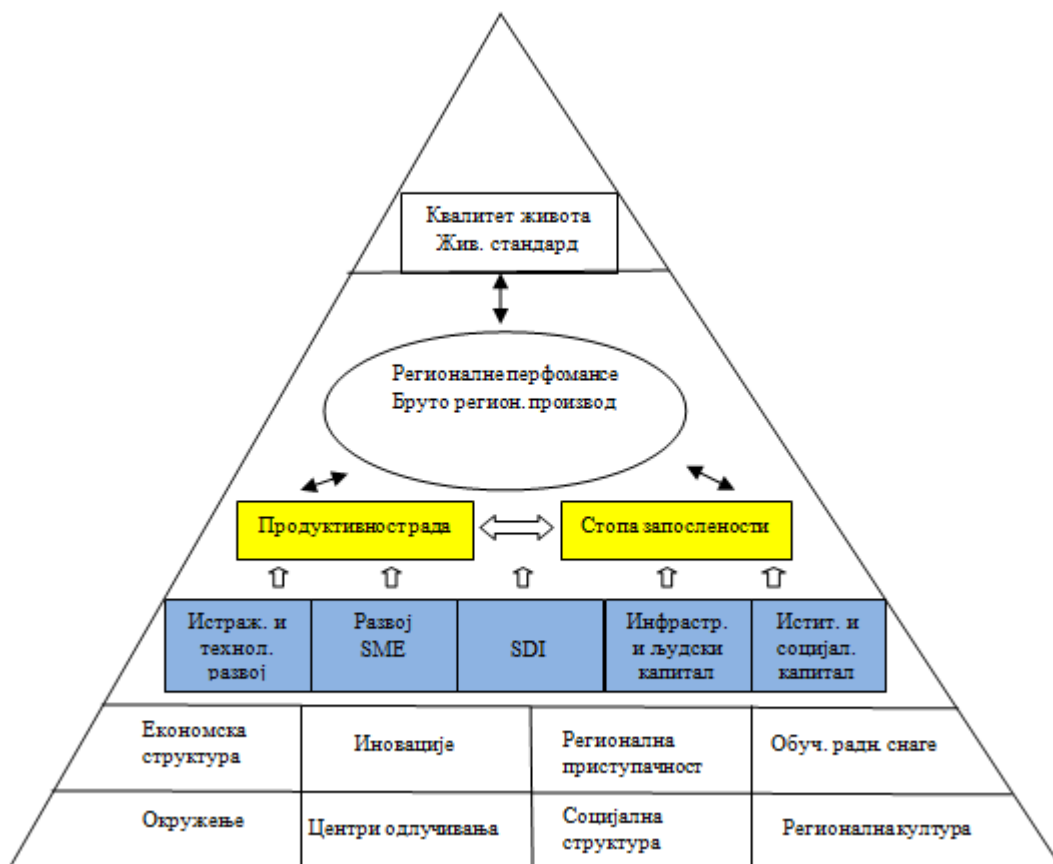 Квалитет живота
Жив. стандард
Регионалне перфомансе
Бруто регион. производ
Продуктивност рада
Стопа запослености
Истраж. и
технол.
развој
Развој
SME
SDI
Инфрастр.
и људски
капитал
Истит. и
социјал.
капитал
Економска
структура
Иновације
Регионална
приступачност
Обуч. радн. снаге
Окружење
Центри одлучивања
Социјална
структура
Регионална култура